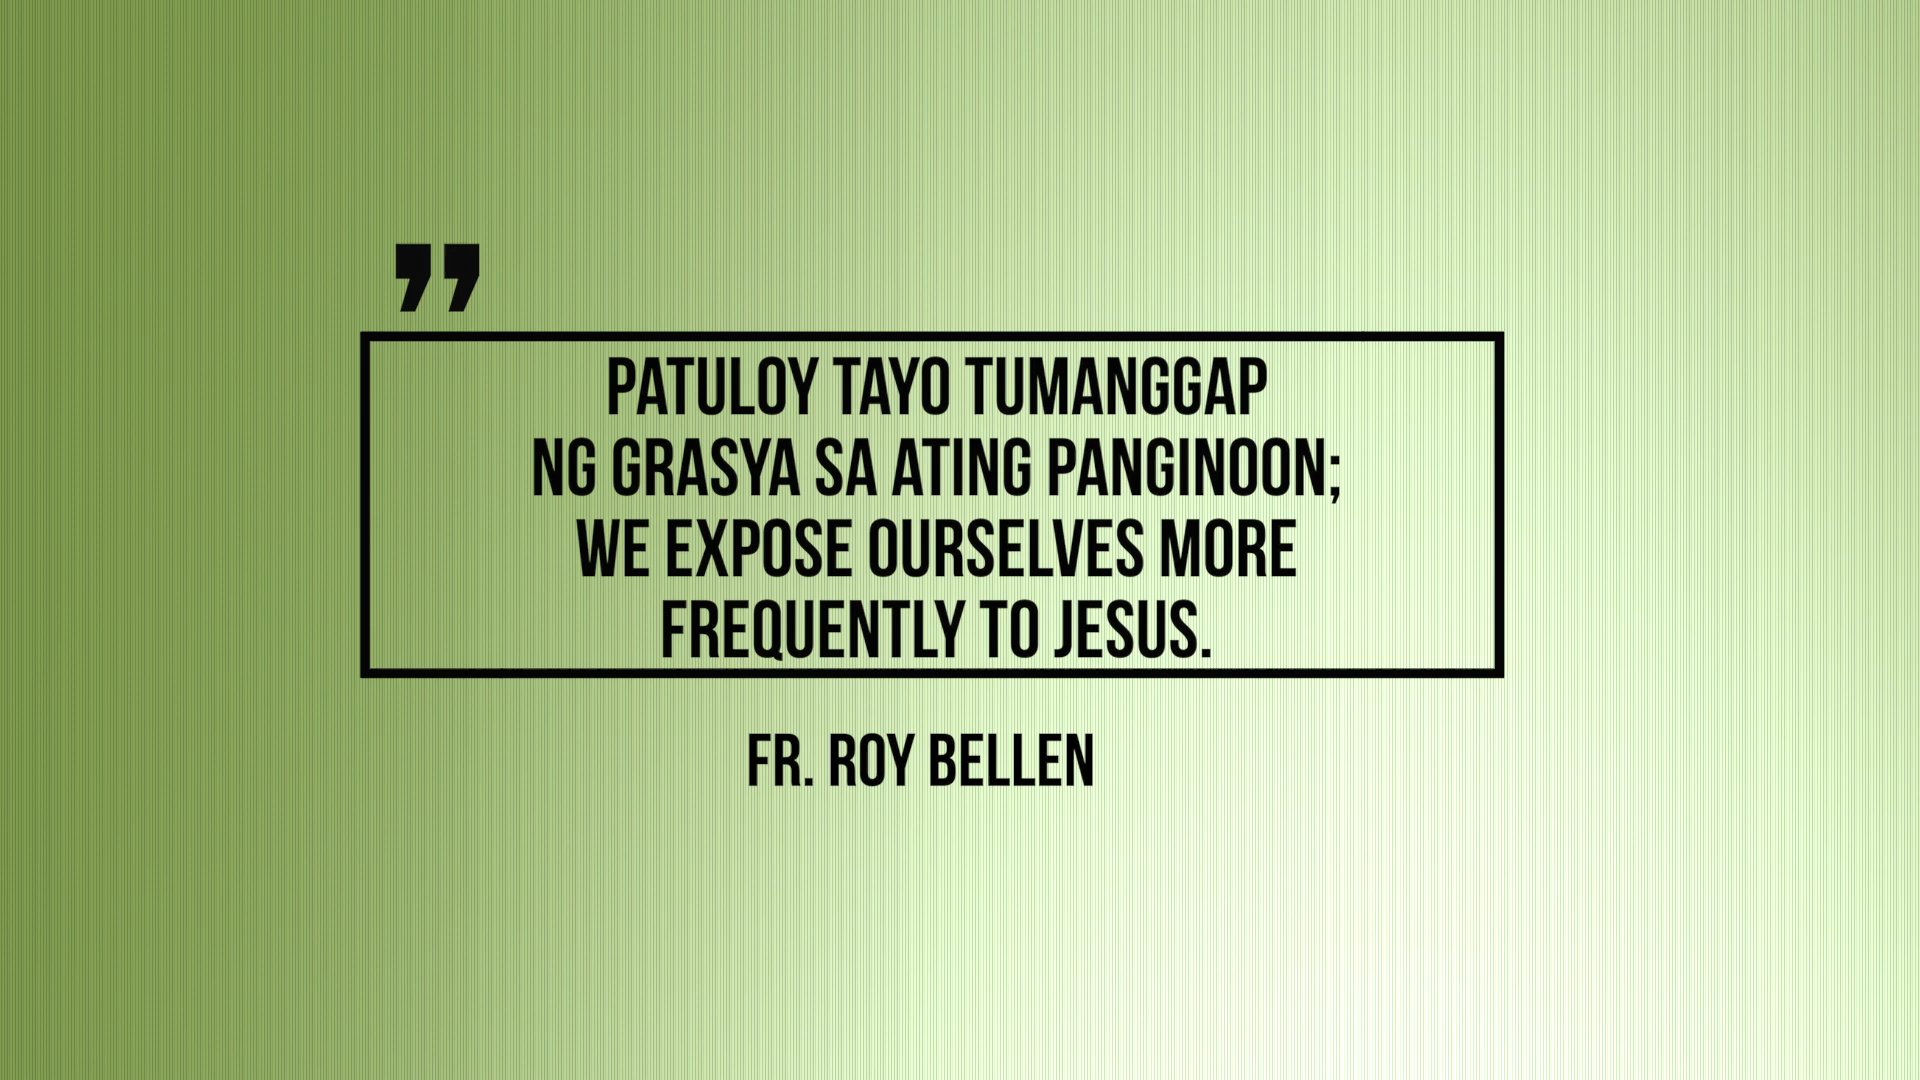 ”
PATULOY TAYO TUMANGGAP
NG GRASYA SA ATING PANGINOON;
WE EXPOSE OURSELVES MORE
FREQUENTLY TO JESUS.
FR. ROY BELLEN